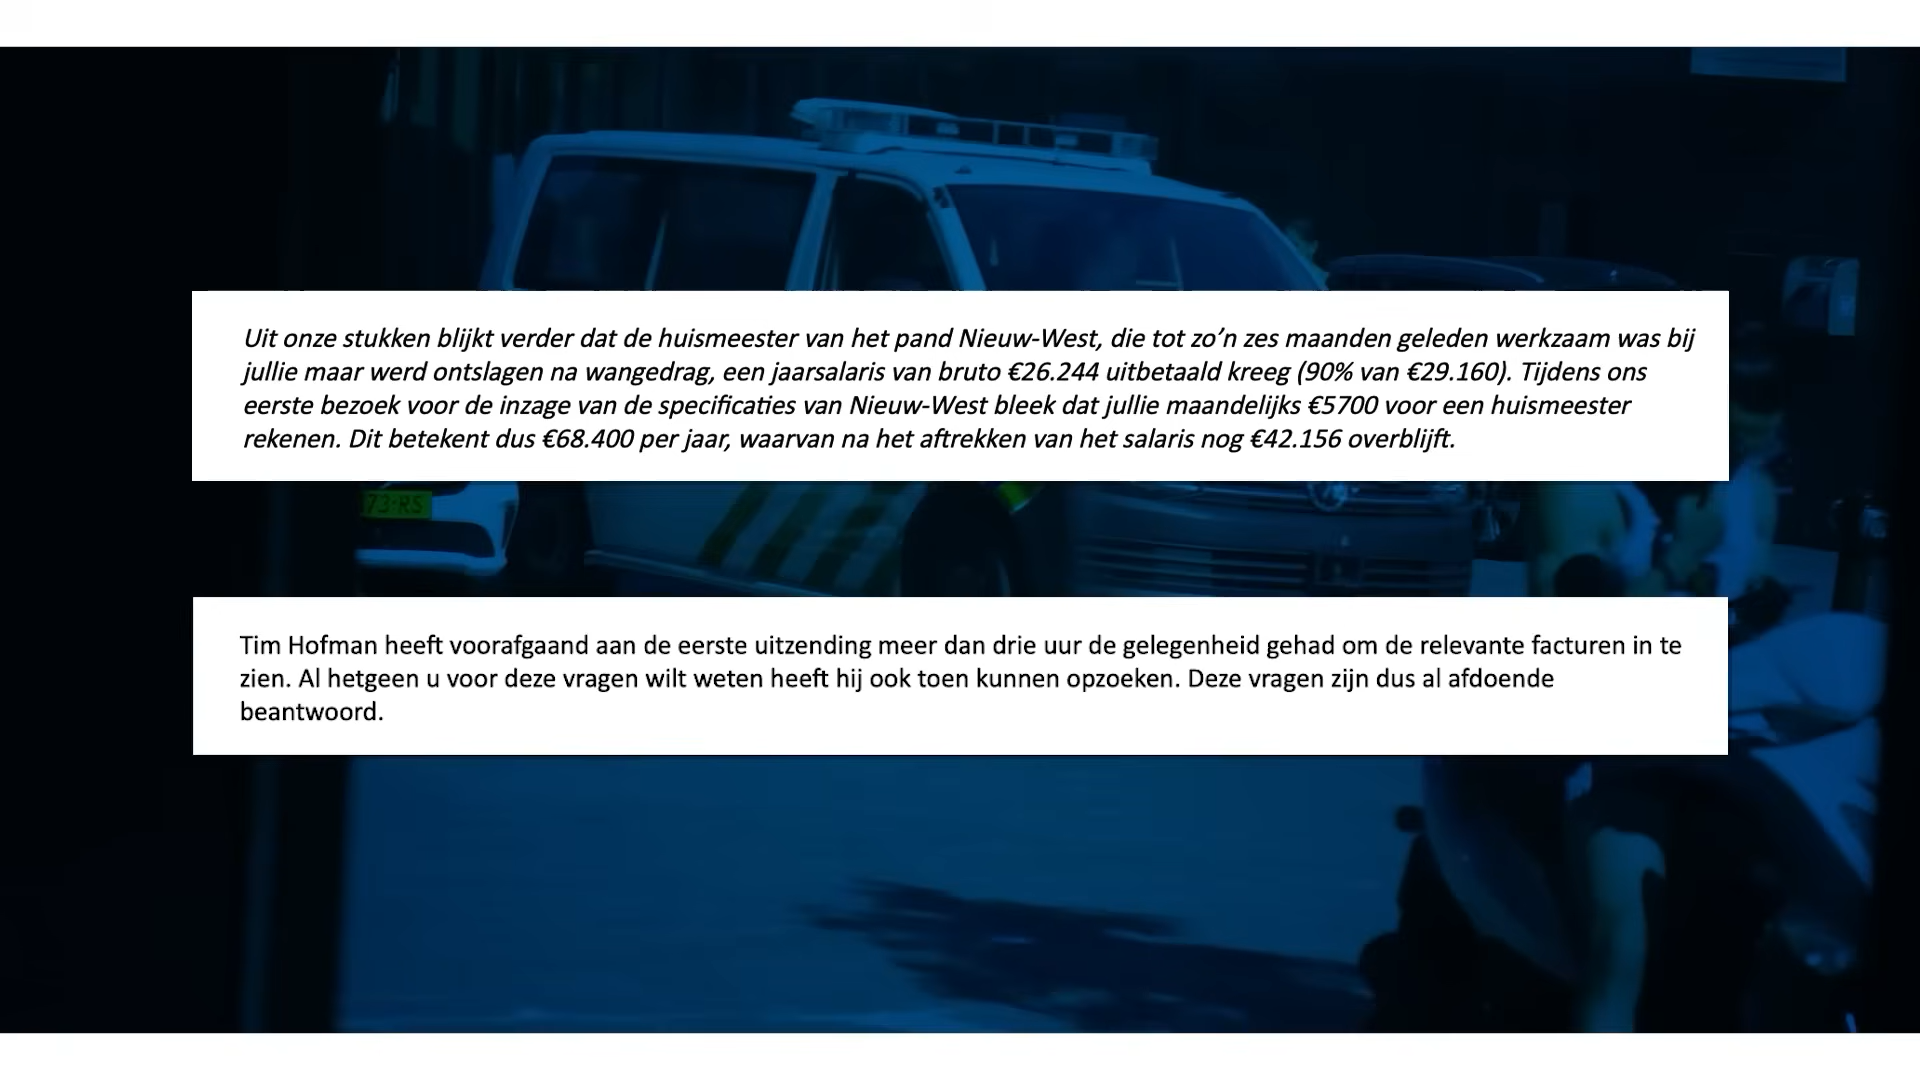 Uit onze stukken blijkt verder dat de huismeester van het pand Nieuw-West, die tot zo’n zes maanden geleden werkzaam was bij
jullie maar werd ontslagen na wangedrag, een jaarsalaris van bruto €26.244 uitbetaald kreeg (90% van €29.160). Tijdens ons
eerste bezoek voor de inzage van de specificaties van Nieuw-West bleek dat jullie maandelijks €5700 voor een huismeester
rekenen. Dit betekent dus €68.400 per jaar, waarvan na het aftrekken van het salaris nog €42.156 overblijft.
73-RS
Tim Hofman heeft voorafgaand aan de eerste uitzending meer dan drie uur de gelegenheid gehad om de relevante facturen in te
zien. Al hetgeen u voor deze vragen wilt weten heeft hij ook toen kunnen opzoeken. Deze vragen zijn dus al afdoende
beantwoord.